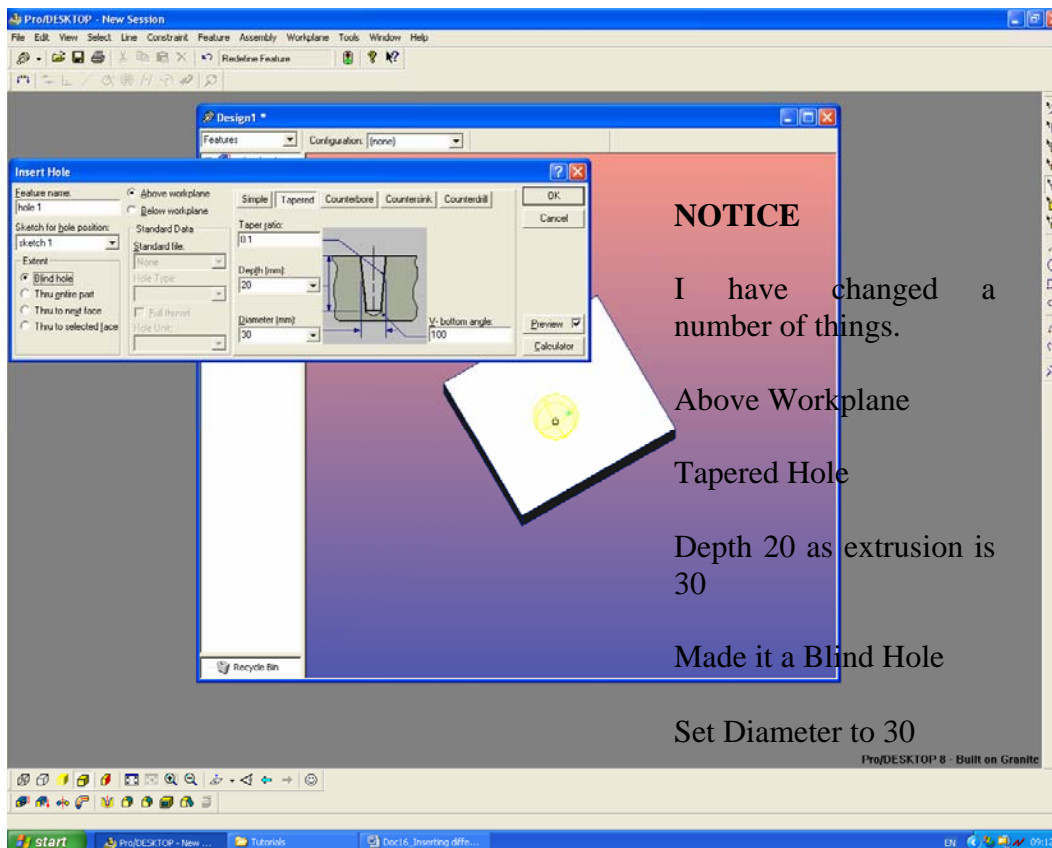 Pro/DESKTOP - New Session
File Edit View Select Line Constraint Feature Assembly Workplane Tools Window Help
Redefine Feature
Design1 *
Features
Configuration: (none)
Insert Hole
Feature name:
hole 1
Sketch for hole position:
sketch 1
Extent
Blind hole
Thru entire part
Thru to next face
Thru to selected face
Above workplane
Below workplane
Standard Data
Standard file:
None
Hole Type:
Full thread
Hole Unit:
Simple Tapered Counterbore Countersink Counterdrill
Taper ratio:
0.1
Depth (mm):
20
Diameter (mm):
30
V- bottom angle:
100
OK
Cancel
Preview
Calculator
NOTICE
I have changed a
number of things.
Above Workplane
Tapered Hole
Depth 20 as extrusion is
30
Made it a Blind Hole
Set Diameter to 30
Recycle Bin
Pro/DESKTOP 8 - Built on Granite
start
Pro/DESKTOP - New ...
Tutorials
Doc16_Inserting diffe...
EN